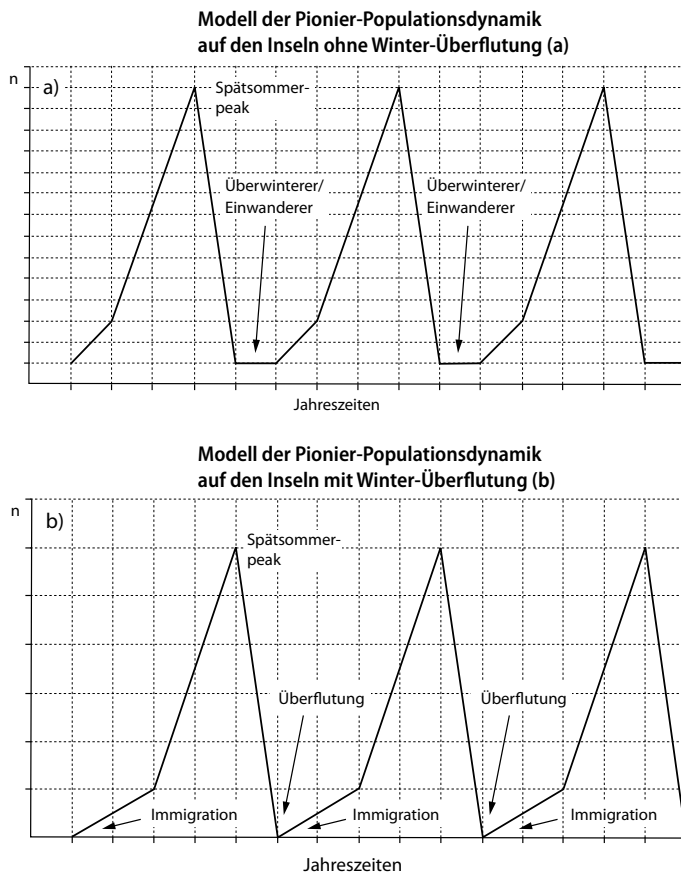 Modell der Pionier-Populationsdynamik
auf den Inseln ohne Winter-Überflutung (a)
n
a)
Spätsommer-
peak
Überwinterer/
Einwanderer
Überwinterer/
Einwanderer
Jahreszeiten
Modell der Pionier-Populationsdynamik
auf den Inseln mit Winter-Überflutung (b)
n
b)
Spätsommer-
peak
Überflutung
Überflutung
Immigration
Immigration
Immigration
Jahreszeiten